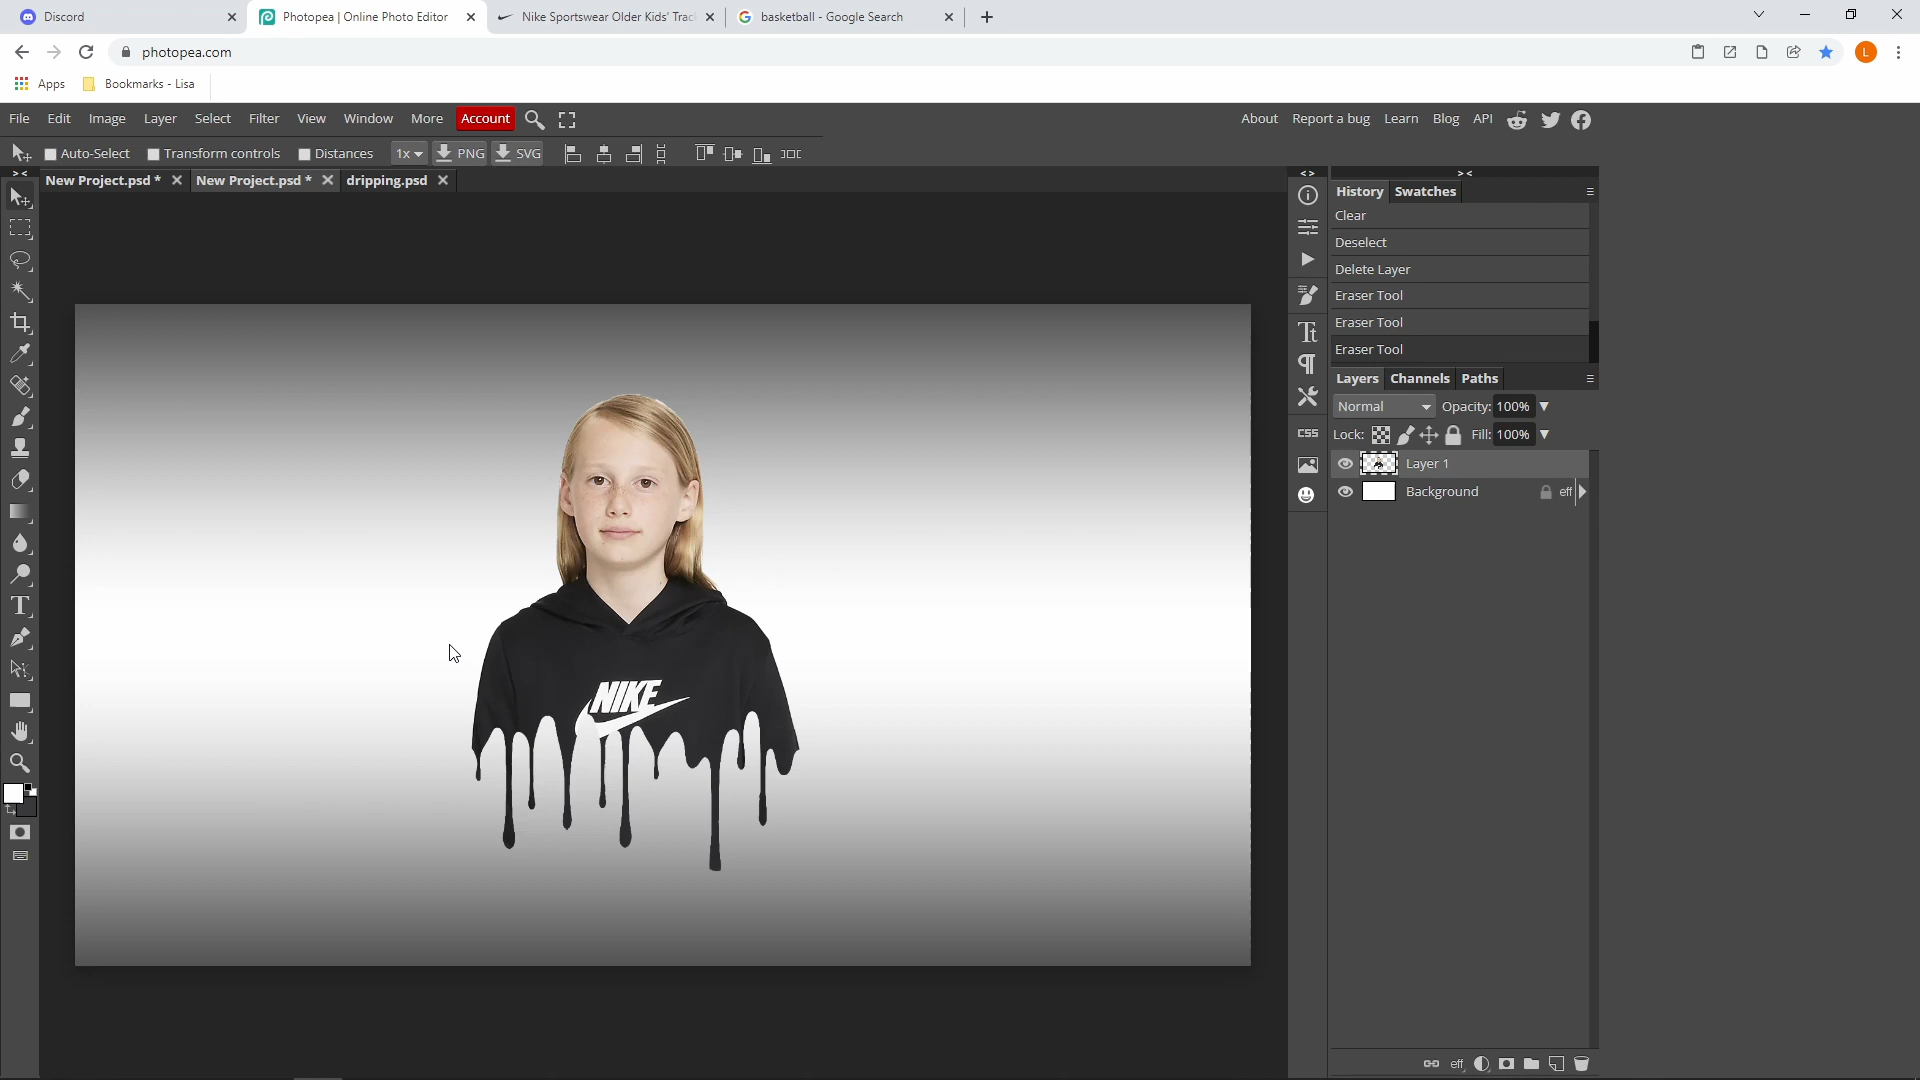 Discord
Photopea | Online Photo Editor
Nike Sportswear Older Kids' Trac
basketball - Google Search
photopea.com
L
Apps
Bookmarks - Lisa
File Edit Image Layer Select Filter View Window More Account
About Report a bug Learn Blog API
Auto-Select Transform controls Distances 1x PNG SVG
New Project.psd *
New Project.psd *
dripping.psd
History Swatches
Clear
Deselect
Delete Layer
Eraser Tool
Eraser Tool
Eraser Tool
Layers Channels Paths
Normal Opacity: 100%
Lock: Fill: 100%
CSS
Layer 1
Background eff
NIKE
eff